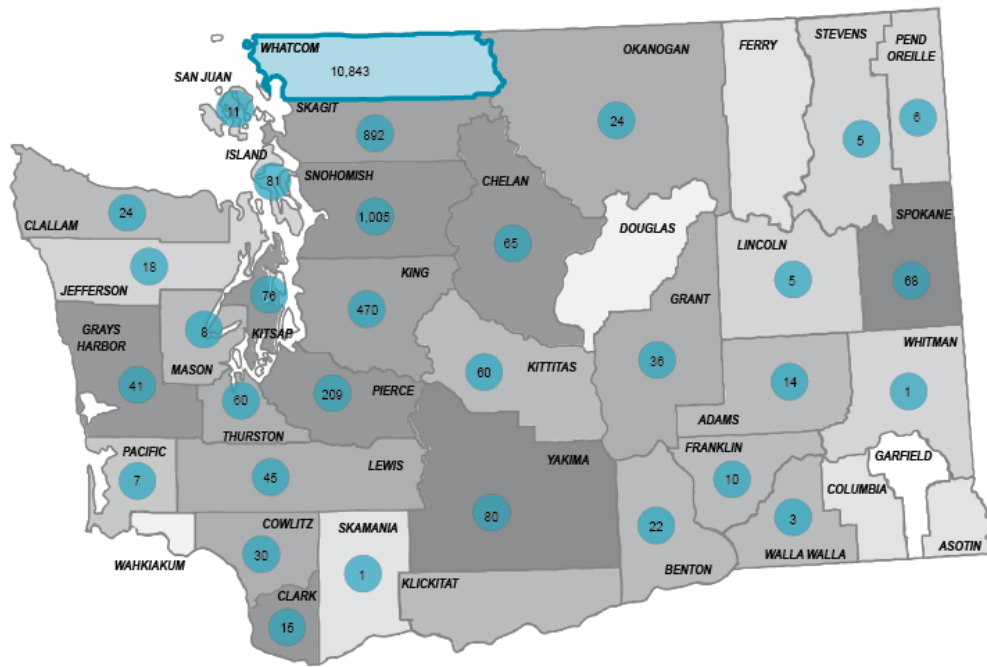 WHATCOM
10,843
OKANOGAN
24
FERRY
STEVENS
5
PEND
OREILLE
6
SAN JUAN
11
SKAGIT
892
ISLAND
81
SNOHOMISH
1,005
CHELAN
65
CLALLAM
24
DOUGLAS
SPOKANE
68
JEFFERSON
18
KITSAP
76
KING
470
GRANT
36
LINCOLN
5
GRAYS
HARBOR
41
MASON
8
THURSTON
60
PIERCE
209
KITTITAS
60
ADAMS
14
WHITMAN
1
PACIFIC
7
LEWIS
45
YAKIMA
80
FRANKLIN
10
GARFIELD
COLUMBIA
WAHKIAKUM
COWLITZ
30
SKAMANIA
1
KLICKITAT
BENTON
22
WALLA WALLA
3
ASOTIN
CLARK
15